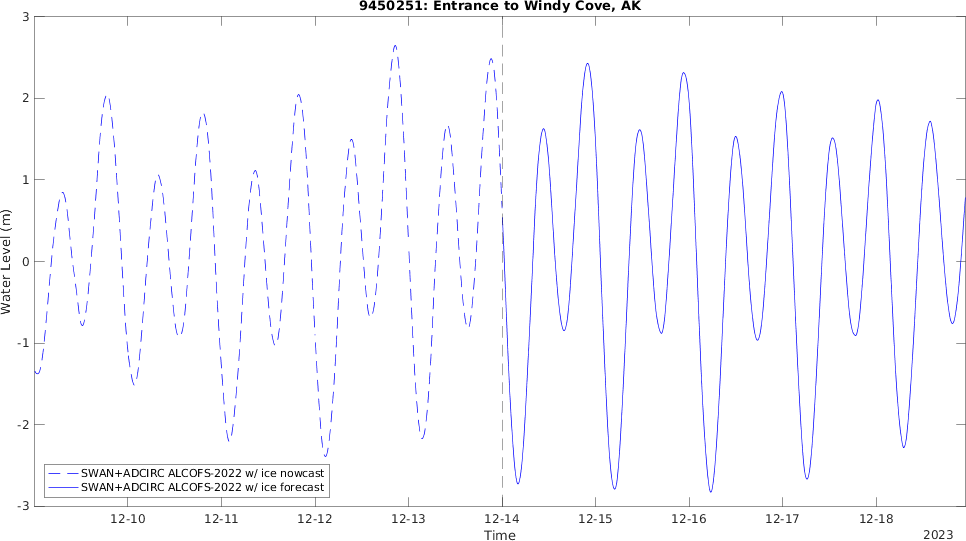 9450251: Entrance to Windy Cove, AK
3
2
1
0
-1
-2
-3
Water Level (m)
SWAN+ADCIRC ALCOFS-2022 w/ ice nowcast
SWAN+ADCIRC ALCOFS-2022 w/ ice forecast
12-10 12-11 12-12 12-13 12-14 12-15 12-16 12-17 12-18
Time
2023